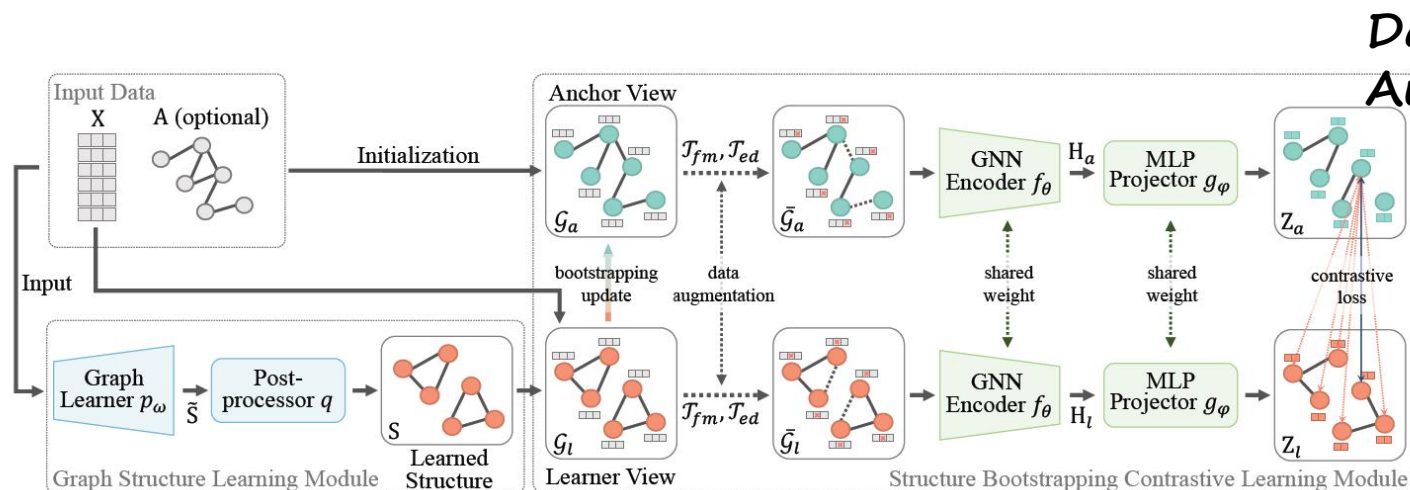 Input Data
X
A (optional)
Initialization
Input
Graph
Learner pω
S̃
Post-
processor q
S
Learned
Structure
Graph Structure Learning Module
Anchor View
𝒢a
𝒯fm, 𝒯ed
𝒢̄a
GNN
Encoder fθ
Ha
MLP
Projector gφ
Za
bootstrapping
update
data
augmentation
shared
weight
shared
weight
contrastive
loss
𝒢l
𝒯fm, 𝒯ed
𝒢̄l
GNN
Encoder fθ
Hl
MLP
Projector gφ
Zl
Learner View
Structure Bootstrapping Contrastive Learning Module